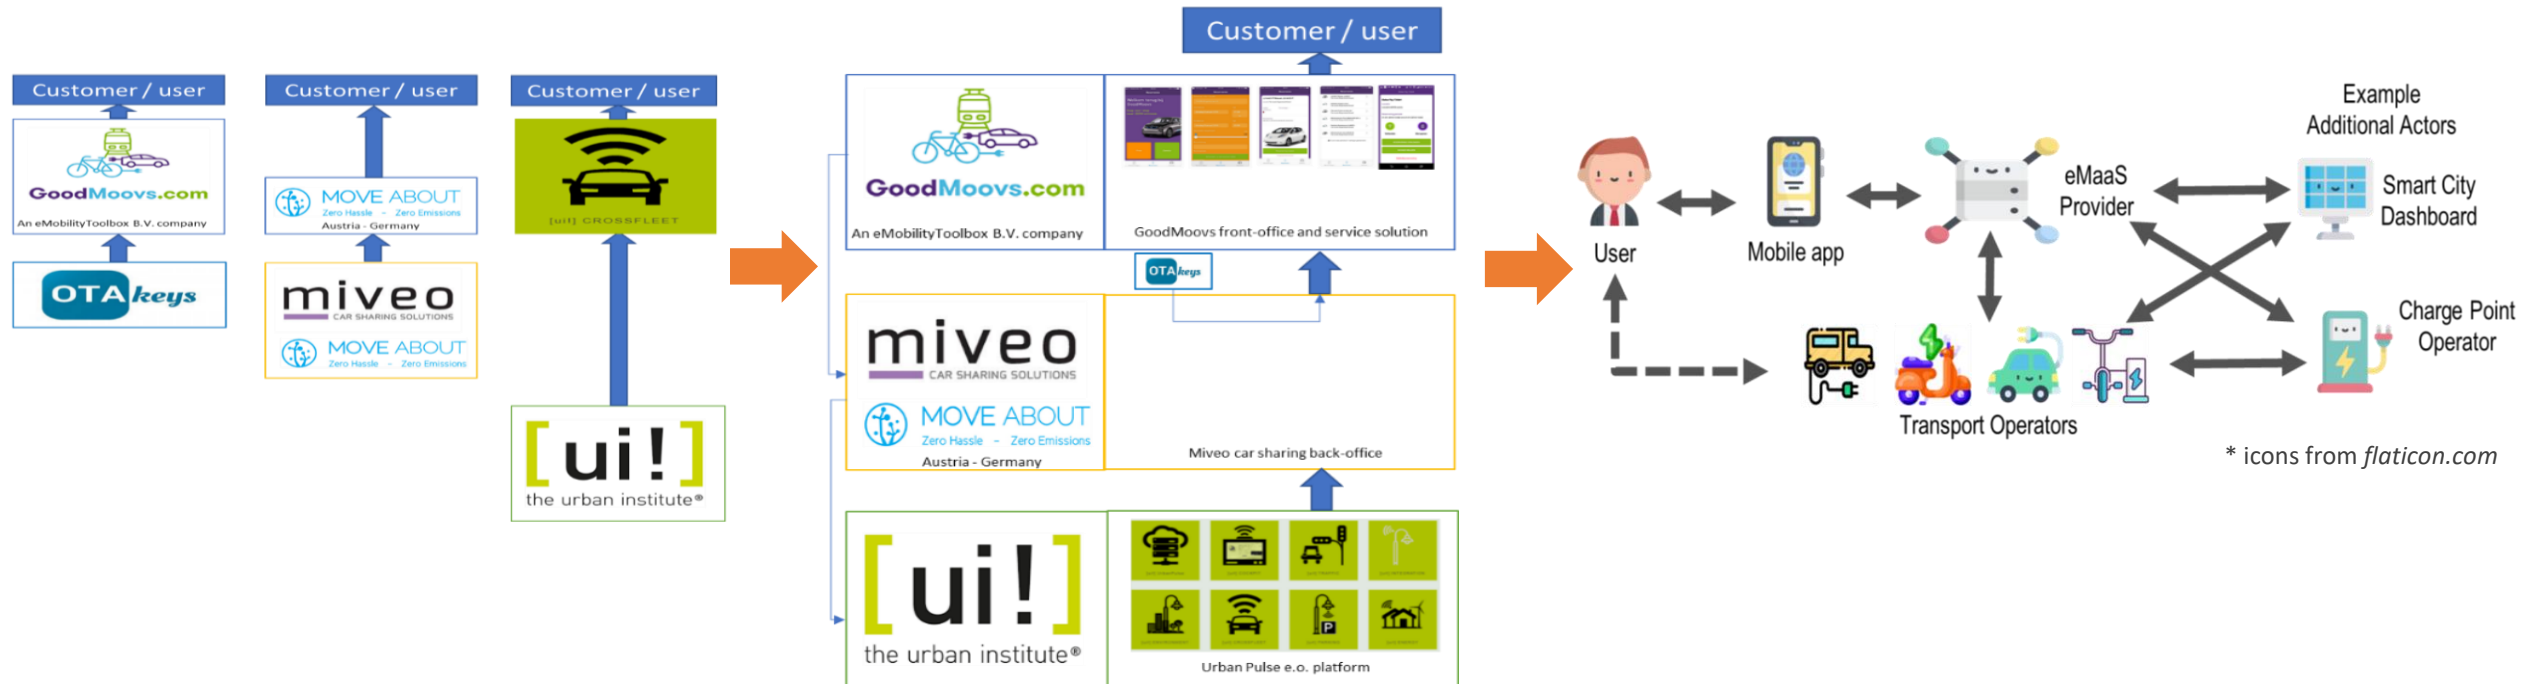 Customer / user
GoodMoovs.com
An eMobilityToolbox B.V. company
OTA keys
Customer / user
MOVE ABOUT
Zero Hassle – Zero Emissions
Austria - Germany
miveo
CAR SHARING SOLUTIONS
MOVE ABOUT
Zero Hassle – Zero Emissions
Customer / user
[ui!] CROSSFLEET
[ui!]
the urban institute®
Customer / user
GoodMoovs.com
An eMobilityToolbox B.V. company
GoodMoovs front-office and service solution
OTA keys
miveo
CAR SHARING SOLUTIONS
MOVE ABOUT
Zero Hassle – Zero Emissions
Austria - Germany
Miveo car sharing back-office
[ui!]
the urban institute®
P
Urban Pulse e.o. platform
User
Mobile app
eMaaS
Provider
Example
Additional Actors
Smart City
Dashboard
Charge Point
Operator
Transport Operators
* icons from flaticon.com